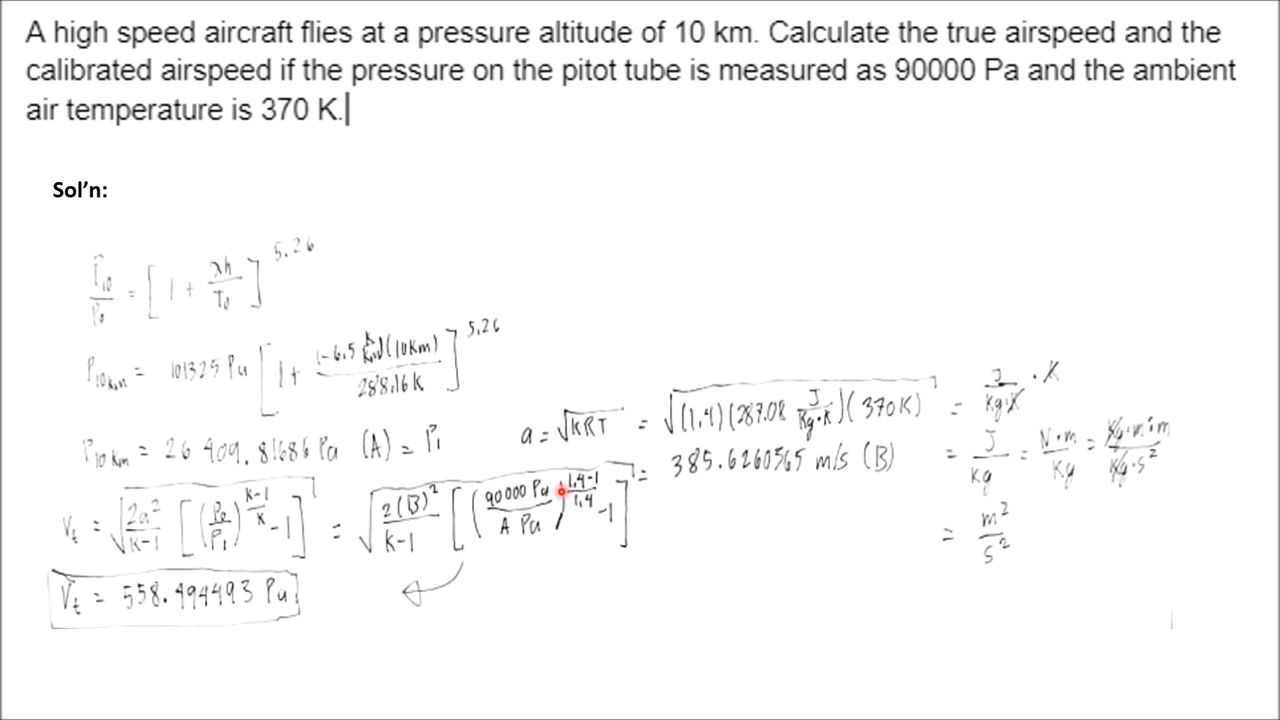 A high speed aircraft flies at a pressure altitude of 10 km. Calculate the true airspeed and the
calibrated airspeed if the pressure on the pitot tube is measured as 90000 Pa and the ambient
air temperature is 370 K.
Sol'n:
P10/P0 = [1 + λh/T0]^5.26
P10km = 101325 Pa [1 + (-6.5 K/km)(10Km)/288.16K]^5.26
P10km = 26 409.81686 Pa (A) = P1
a = √kRT = √(1.4)(287.08 J/Kg·K)(370K) = J/Kg·K · K
= 385.6260565 m/s (B)
= J/Kg = N·m/Kg = Kg·m·m/Kg·s²
= m²/s²
Vt = √2a²/k-1 [(P0/P1)^k-1/k -1] = √2(B)²/k-1 [(90000 Pa/A Pa)^1.4-1/1.4 -1]
Vt = 558.494493 Pa